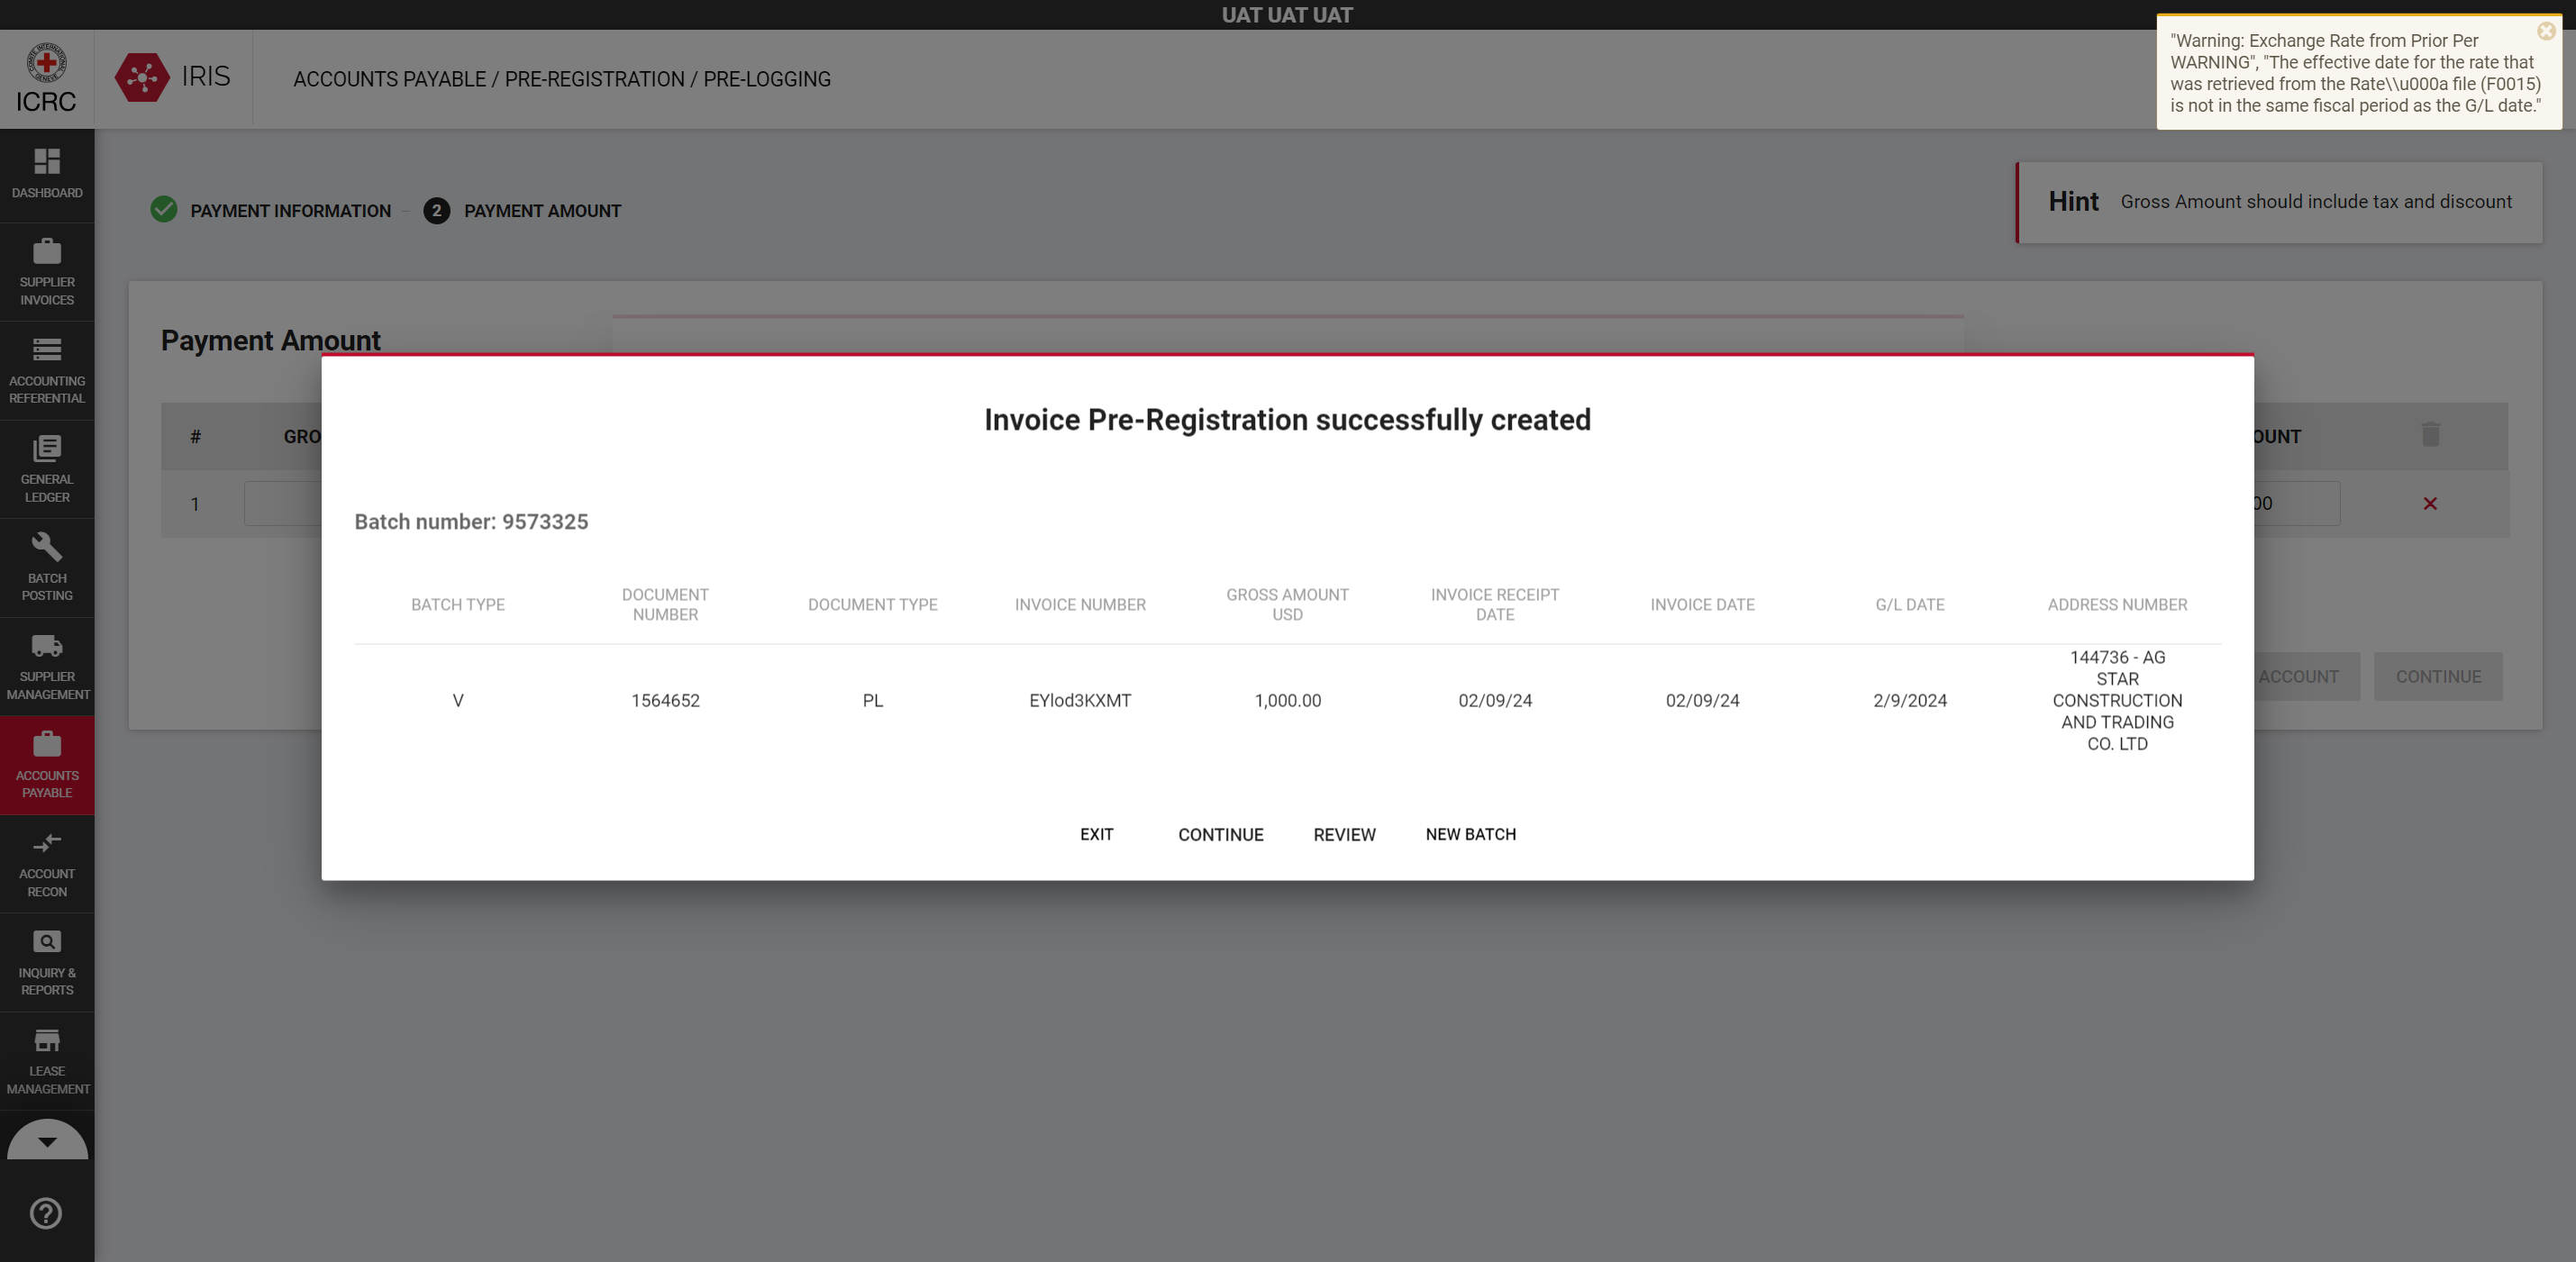 UAT UAT UAT
ICRC
IRIS
ACCOUNTS PAYABLE / PRE-REGISTRATION / PRE-LOGGING
"Warning: Exchange Rate from Prior Per
WARNING", "The effective date for the rate that
was retrieved from the Rate\\u000a file (F0015)
is not in the same fiscal period as the G/L date."
DASHBOARD
SUPPLIER
INVOICES
ACCOUNTING
REFERENTIAL
GENERAL
LEDGER
BATCH
POSTING
SUPPLIER
MANAGEMENT
ACCOUNTS
PAYABLE
ACCOUNT
RECON
INQUIRY &
REPORTS
LEASE
MANAGEMENT
PAYMENT INFORMATION
2 PAYMENT AMOUNT
Hint Gross Amount should include tax and discount
Payment Amount
# GRO
OUNT
1
00
ACCOUNT
CONTINUE
Invoice Pre-Registration successfully created
Batch number: 9573325
BATCH TYPE
DOCUMENT
NUMBER
DOCUMENT TYPE
INVOICE NUMBER
GROSS AMOUNT
USD
INVOICE RECEIPT
DATE
INVOICE DATE
G/L DATE
ADDRESS NUMBER
V
1564652
PL
EYlod3KXMT
1,000.00
02/09/24
02/09/24
2/9/2024
144736 - AG
STAR
CONSTRUCTION
AND TRADING
CO. LTD
EXIT
CONTINUE
REVIEW
NEW BATCH